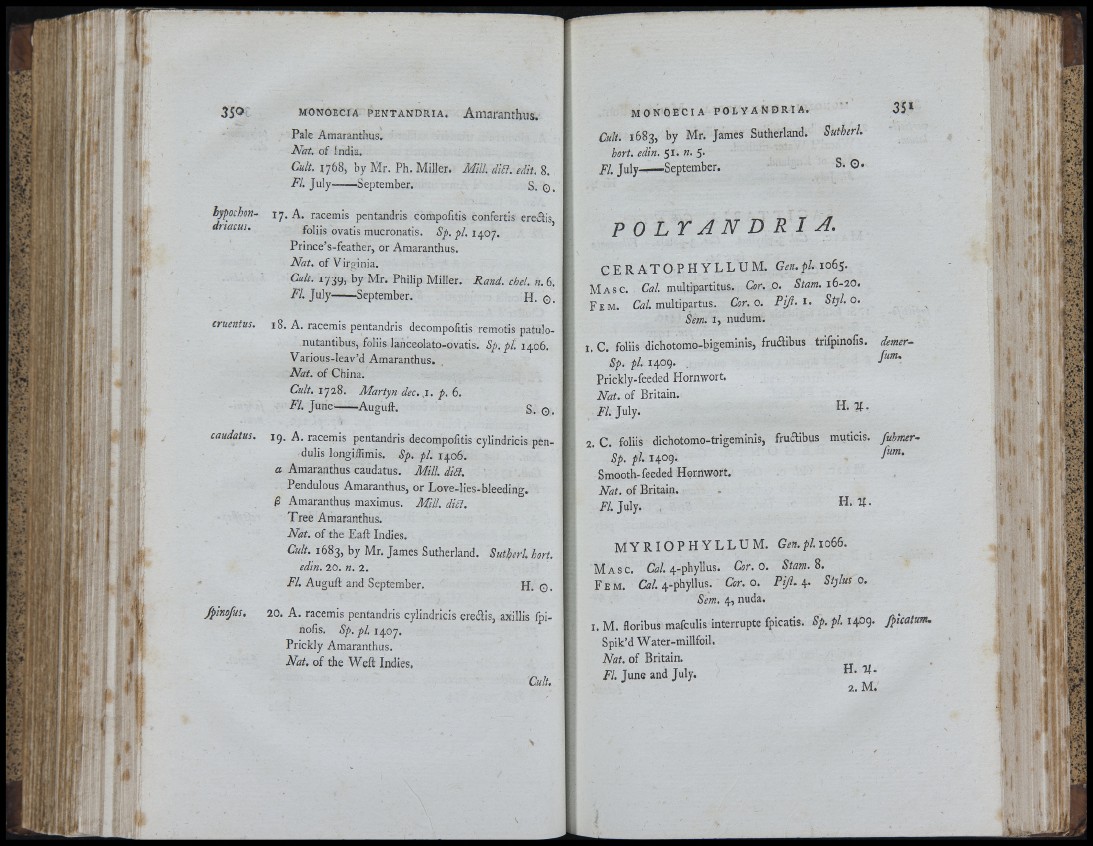 350 MONOECIA PENTANDRIA. Amaranthus.
Pale Amaranthus.
Nat. of India.
Cult. 1768, by Mr. Ph. Miller. Mill. dict. edit. 8.
Fl. July——September. S. ☉.
hypochon- 17. A. racemis pentandris compoſitis confertis erectis,
driacus. foliis ovatis mucronatis. Sp. pl. 1407.
Prince's-feather, or Amaranthus.
Nat. of Virginia.
Cult. 1739, by Mr. Philip Miller. Rand. chel. n. 6.
Fl. July——September. H. ☉.
cruentus. 18. A. racemis pentandris decompoſitis remotis patulo-
nutantibus, foliis lanceolato-ovatis. Sp. pl. 1406.
Various-leav'd Amaranthus.
Nat. of China.
Cult. 1728. Martyn dec. 1. p. 6.
Fl. June——Auguſt. S. ☉.
caudatus. 19. A. racemis pentandris decompoſitis cylindricis pen-
dulis longiſſimis. Sp. pl. 1406.
α Amaranthus caudatus. Mill. dict.
Pendulous Amaranthus, or Love-lies-bleeding.
β Amaranthus maximus. Mill. dict.
Tree Amaranthus.
Nat. of the Eaſt Indies.
Cult. 1683, by Mr. James Sutherland. Sutherl. hort.
edin. 20. n. 2.
Fl. Auguſt and September. H. ☉.
ſpinoſus. 20. A. racemis pentandris cylindricis erectis, axillis ſpi-
noſis. Sp. pl. 1407.
Prickly Amaranthus.
Nat. of the Weſt Indies.
Cult.
MONOECIA POLYANDRIA. 351
Cult. 1683, by Mr. James Sutherland. Sutherl.
hort. edin. 51. n. 5.
Fl. July——September. S. ☉.
POLYANDRIA.
CERATOPHYLLUM. Gen. pl. 1065.
MASC. Cal. multipartitus. Cor. 0. Stam. 16-20.
FEM. Cal. multipartus. Cor. 0. Piſt. 1. Styl. 0.
Sem. 1, nudum.
1. C. foliis dichotomo-bigeminis, fructibus triſpinoſis. demer-
Sp. pl. 1409. ſum.
Prickly-ſeeded Hornwort.
Nat. of Britain.
Fl. July. H. ♃.
2. C. foliis dichotomo-trigeminis, fructibus muticis. ſubmer-
Sp. pl. 1409. ſum.
Smooth-ſeeded Hornwort.
Nat. of Britain.
Fl. July. H. ♃.
MYRIOPHYLLUM. Gen. pl. 1066.
MASC. Cal. 4-phyllus. Cor. 0. Stam. 8.
FEM. Cal. 4-phyllus. Cor. 0. Piſt. 4. Stylus 0.
Sem. 4, nuda.
1. M. floribus maſculis interrupte ſpicatis. Sp. pl. 1409. ſpicatum.
Spik'd Water-millfoil.
Nat. of Britain.
Fl. June and July. H. ♃.
2. M.